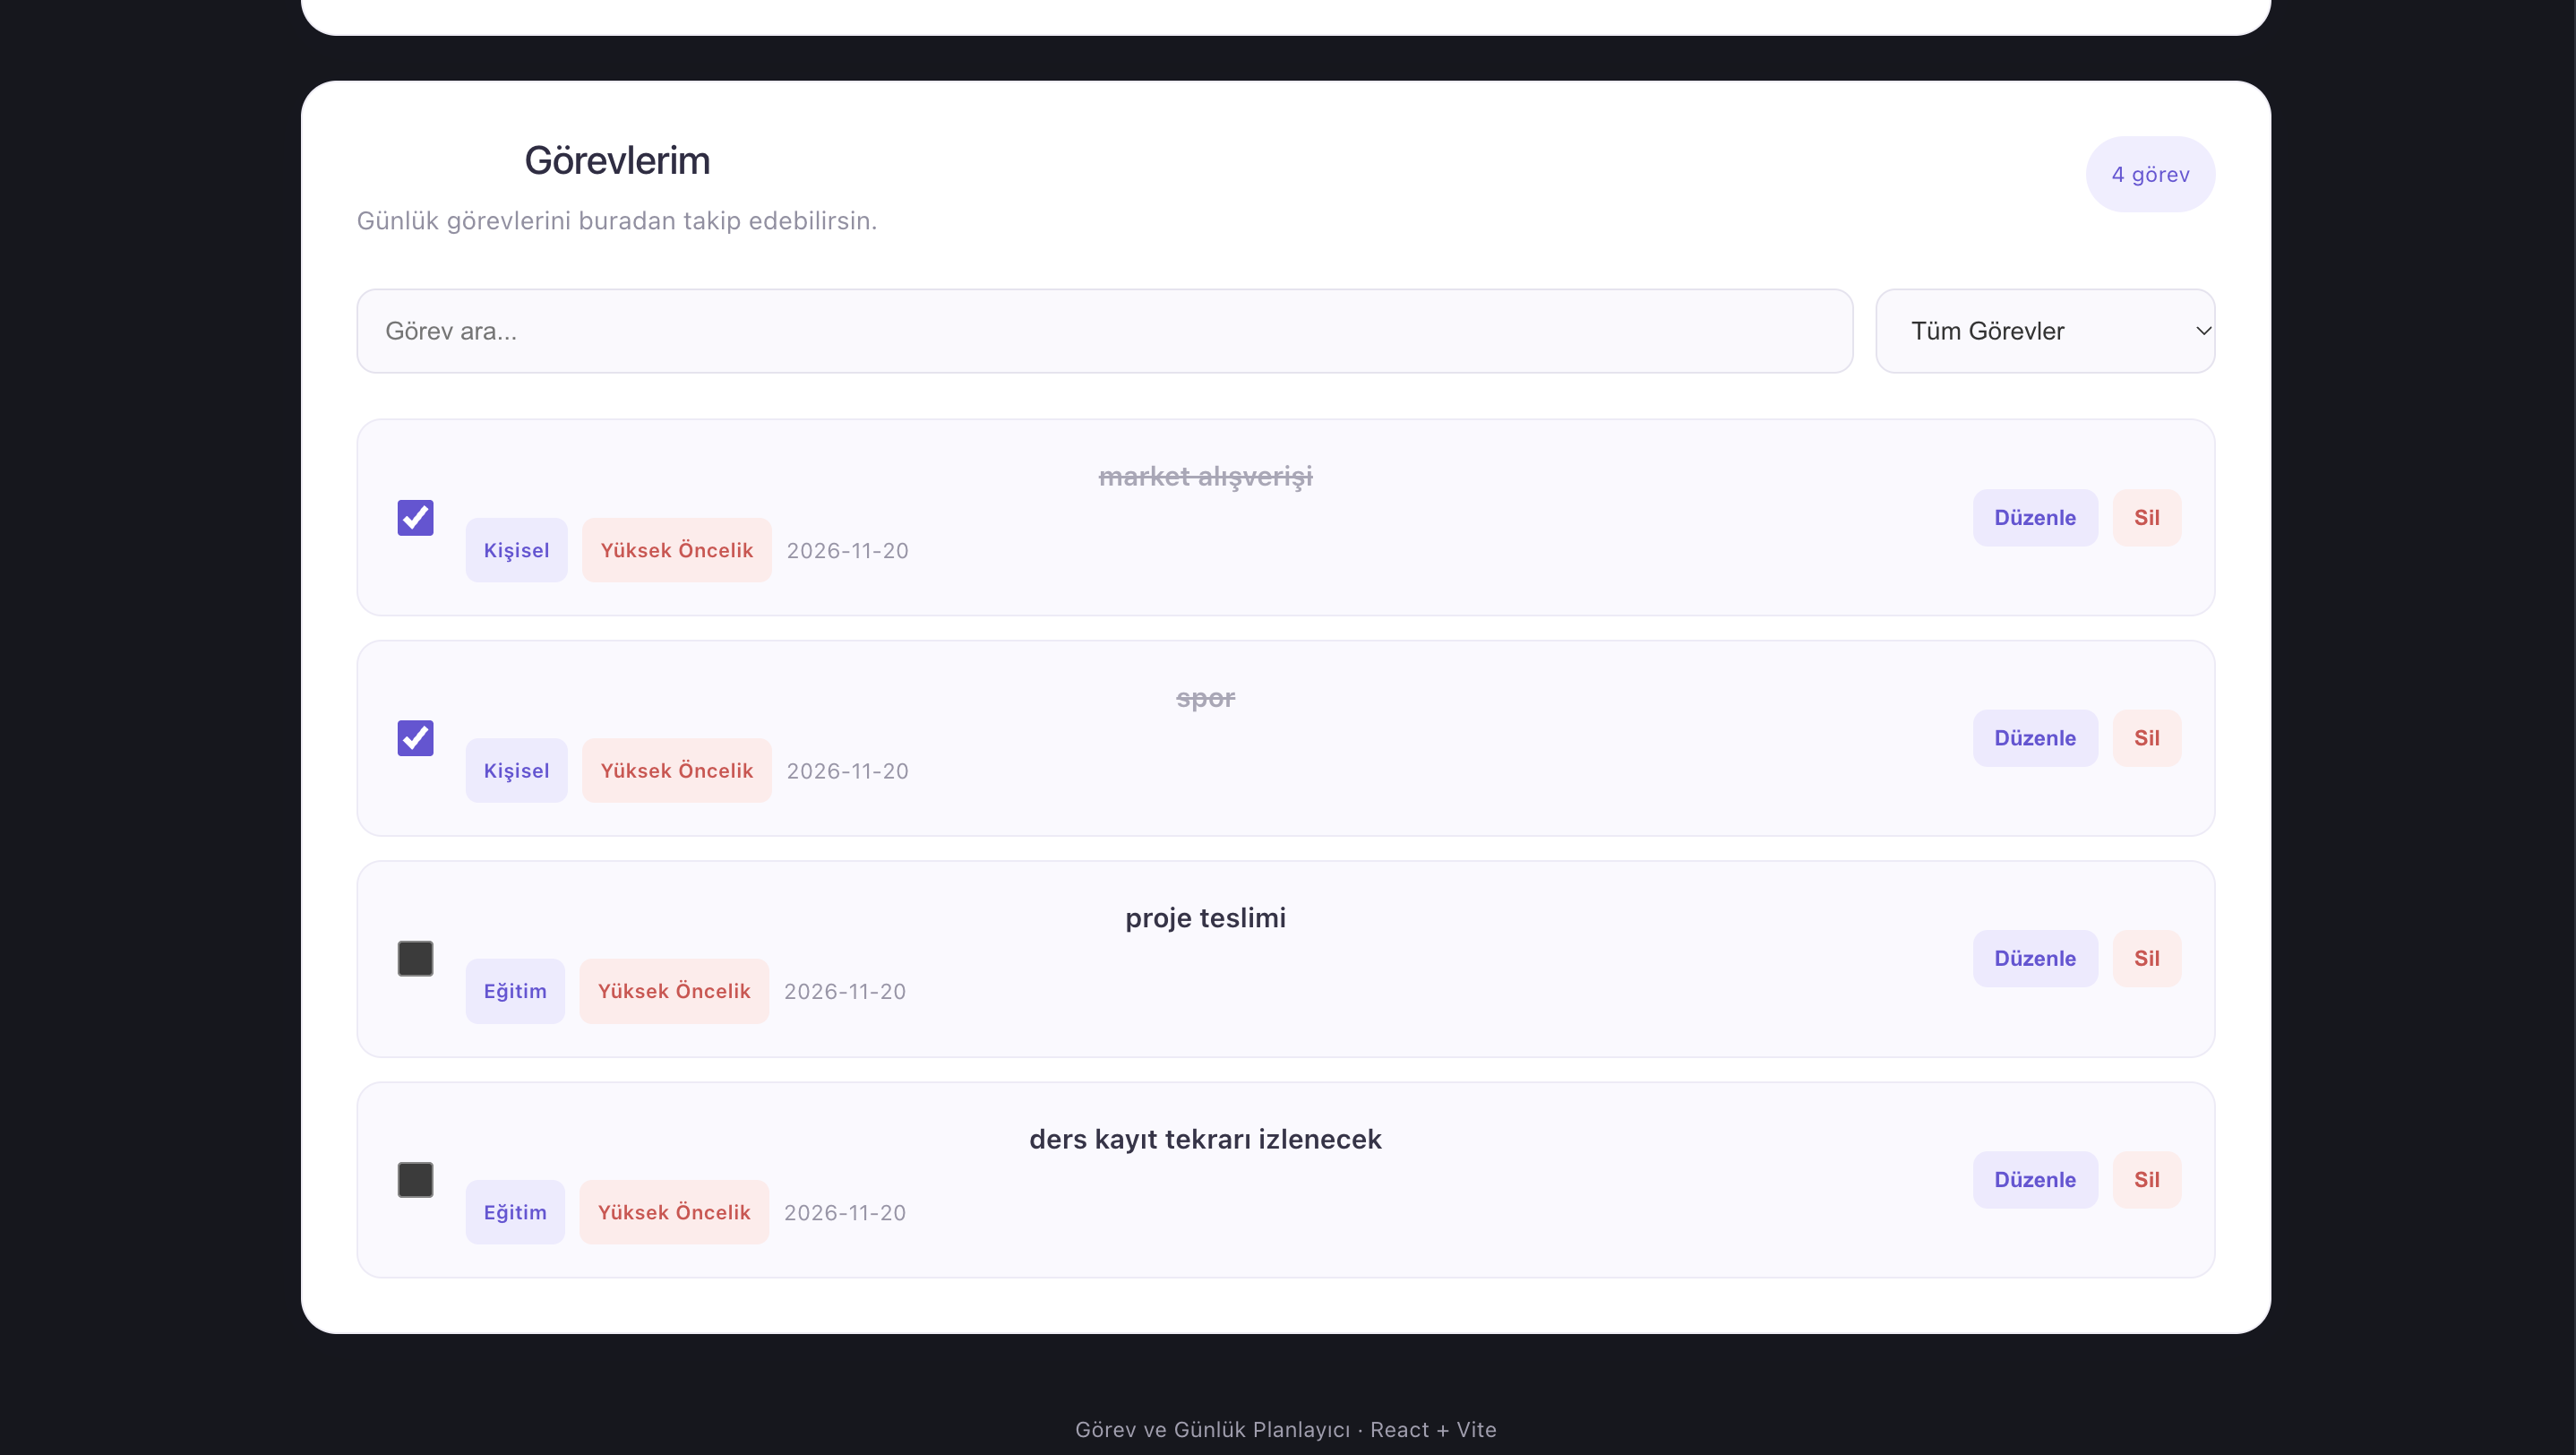 Görevlerim
4 görev
Günlük görevlerini buradan takip edebilirsin.
Görev ara...
Tüm Görevler
market alışverişi
Kişisel
Yüksek Öncelik
2026-11-20
Düzenle
Sil
spor
Kişisel
Yüksek Öncelik
2026-11-20
Düzenle
Sil
proje teslimi
Eğitim
Yüksek Öncelik
2026-11-20
Düzenle
Sil
ders kayıt tekrarı izlenecek
Eğitim
Yüksek Öncelik
2026-11-20
Düzenle
Sil
Görev ve Günlük Planlayıcı · React + Vite